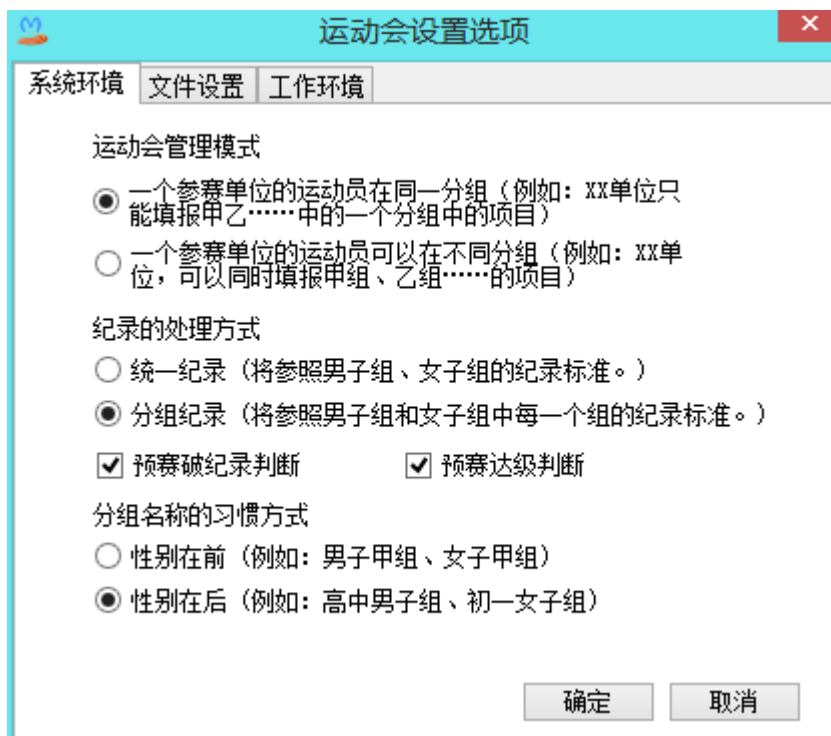 运动会设置选项
系统环境 文件设置 工作环境
运动会管理模式
一个参赛单位的运动员在同一分组（例如：XX单位只
能填报甲乙……中的一个分组中的项目）
一个参赛单位的运动员可以在不同分组（例如：XX单
位，可以同时填报甲组、乙组……的项目）
纪录的处理方式
统一纪录（将参照男子组、女子组的纪录标准。）
分组纪录（将参照男子组和女子组中每一个组的纪录标准。）
预赛破纪录判断 预赛达级判断
分组名称的习惯方式
性别在前（例如：男子甲组、女子甲组）
性别在后（例如：高中男子组、初一女子组）
确定 取消